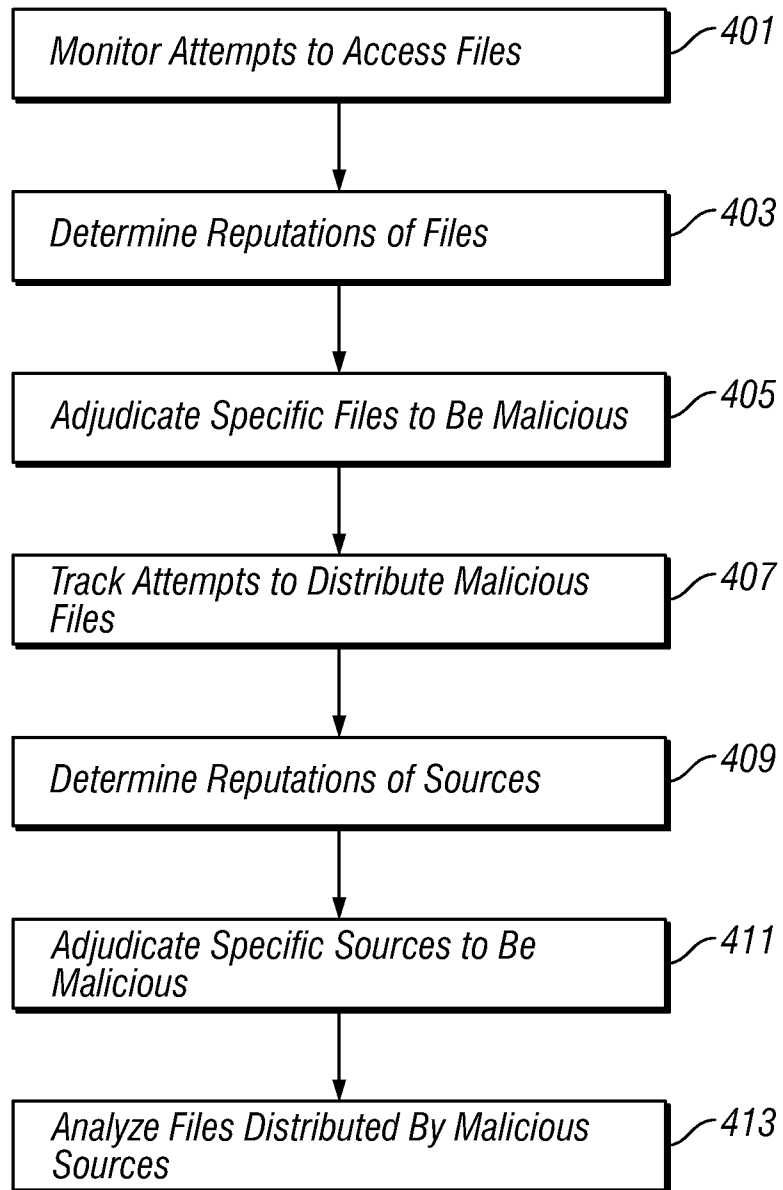 Monitor Attempts to Access Files
401
Determine Reputations of Files
403
Adjudicate Specific Files to Be Malicious
405
Track Attempts to Distribute Malicious
Files
407
Determine Reputations of Sources
409
Adjudicate Specific Sources to Be
Malicious
411
Analyze Files Distributed By Malicious
Sources
413